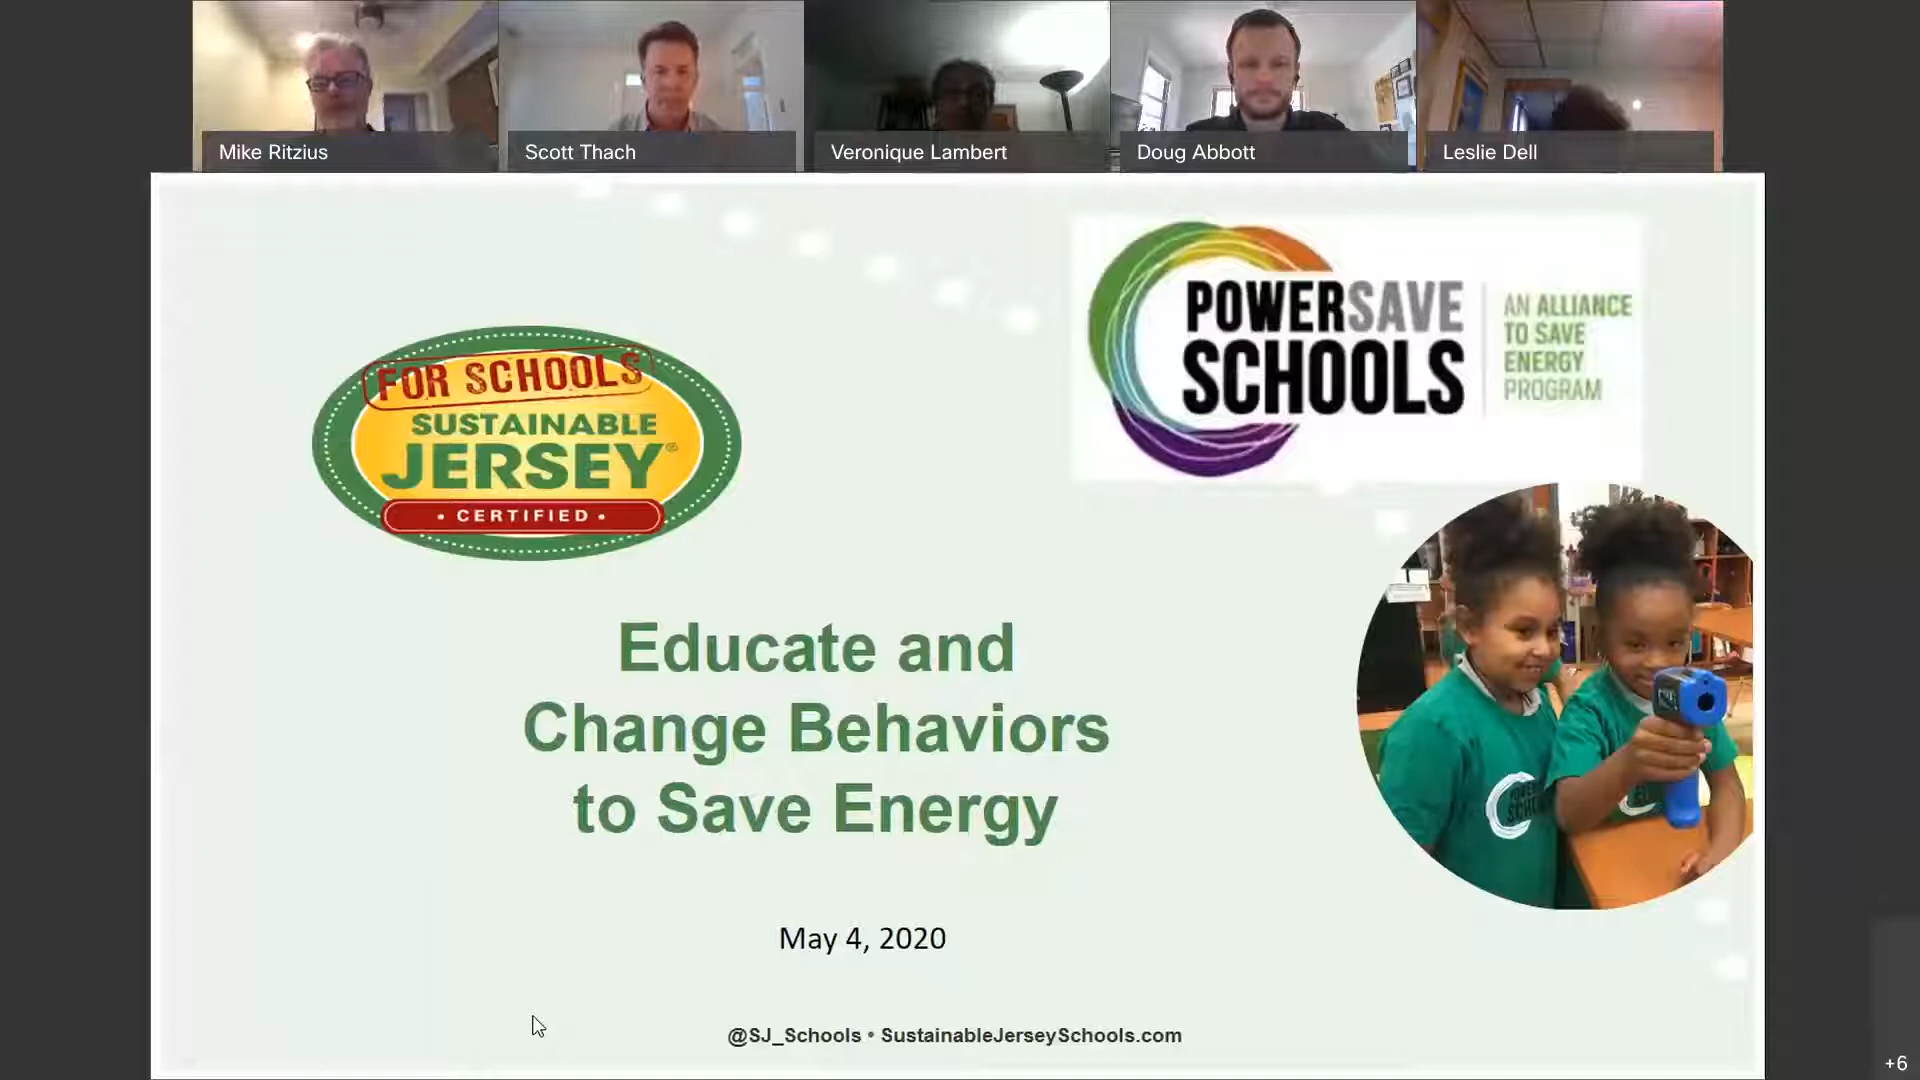 Mike Ritzius
Scott Thach
Veronique Lambert
Doug Abbott
Leslie Dell
POWERSAVE
SCHOOLS
AN ALLIANCE
TO SAVE
ENERGY
PROGRAM
FOR SCHOOLS
SUSTAINABLE
JERSEY®
• CERTIFIED •
Educate and
Change Behaviors
to Save Energy
May 4, 2020
@SJ_Schools • SustainableJerseySchools.com
+6